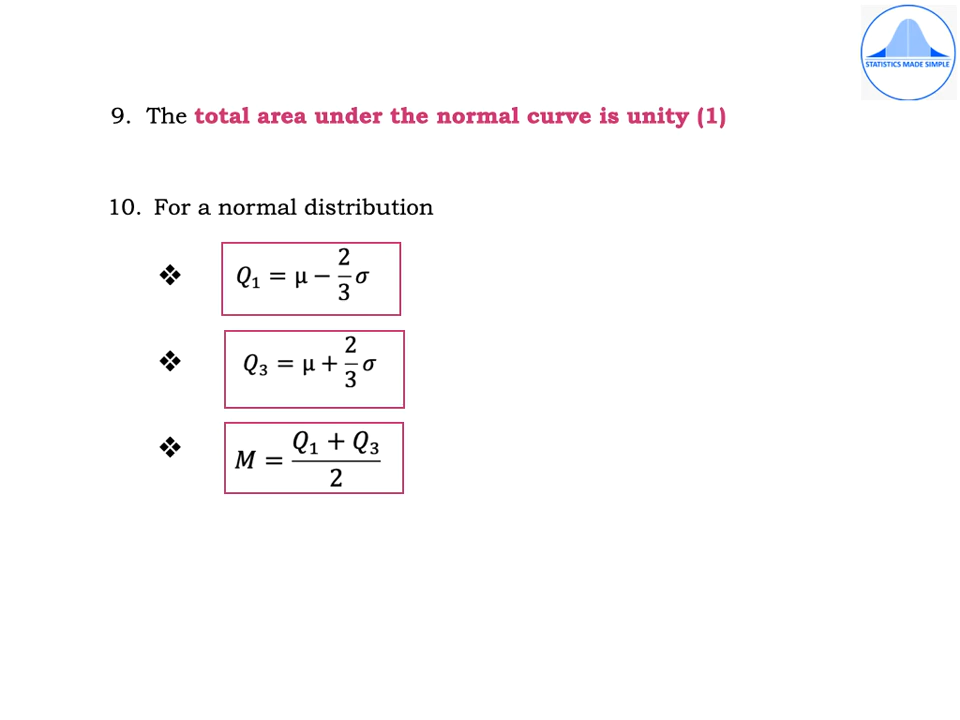 STATISTICS MADE SIMPLE
9. The total area under the normal curve is unity (1)
10. For a normal distribution
❖ Q₁ = μ − 2/3 σ
❖ Q₃ = μ + 2/3 σ
❖ M = (Q₁ + Q₃)/2